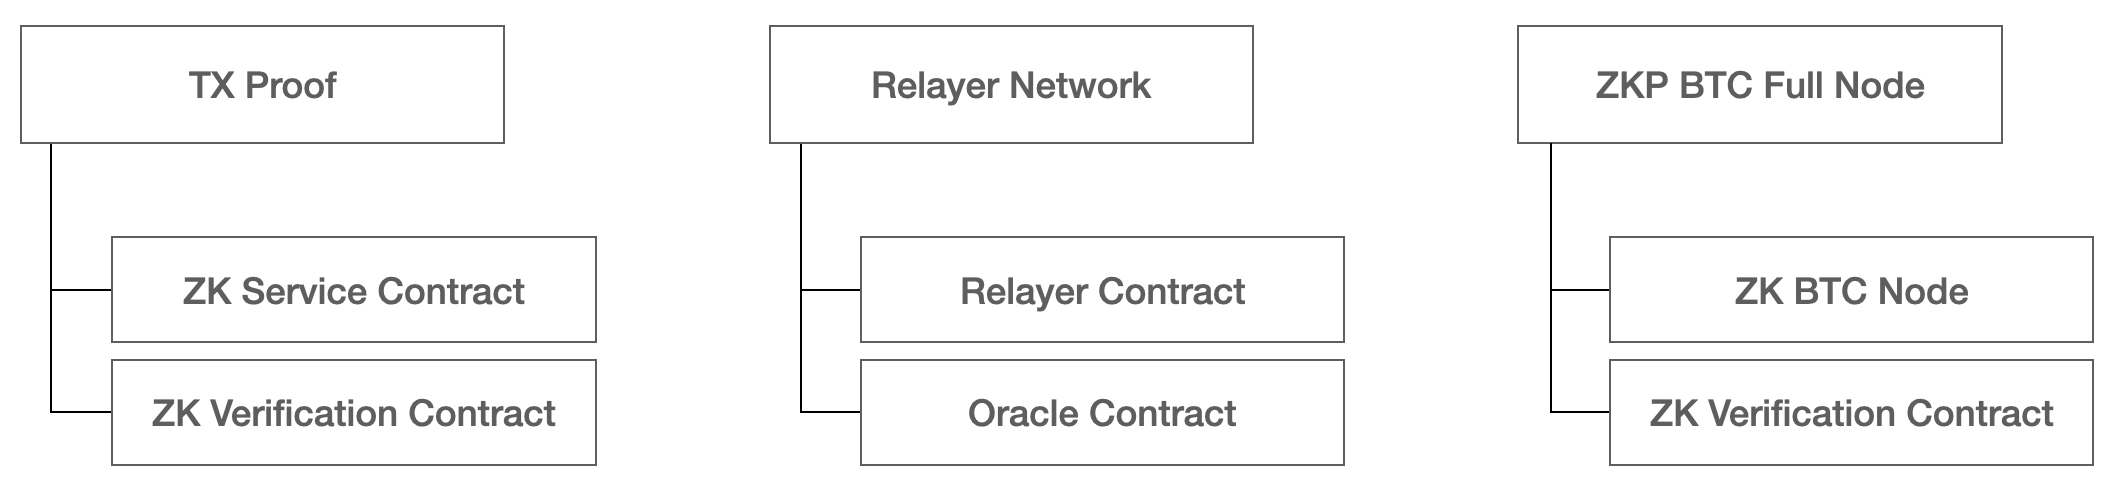 TX Proof
ZK Service Contract
ZK Verification Contract
Relayer Network
Relayer Contract
Oracle Contract
ZKP BTC Full Node
ZK BTC Node
ZK Verification Contract